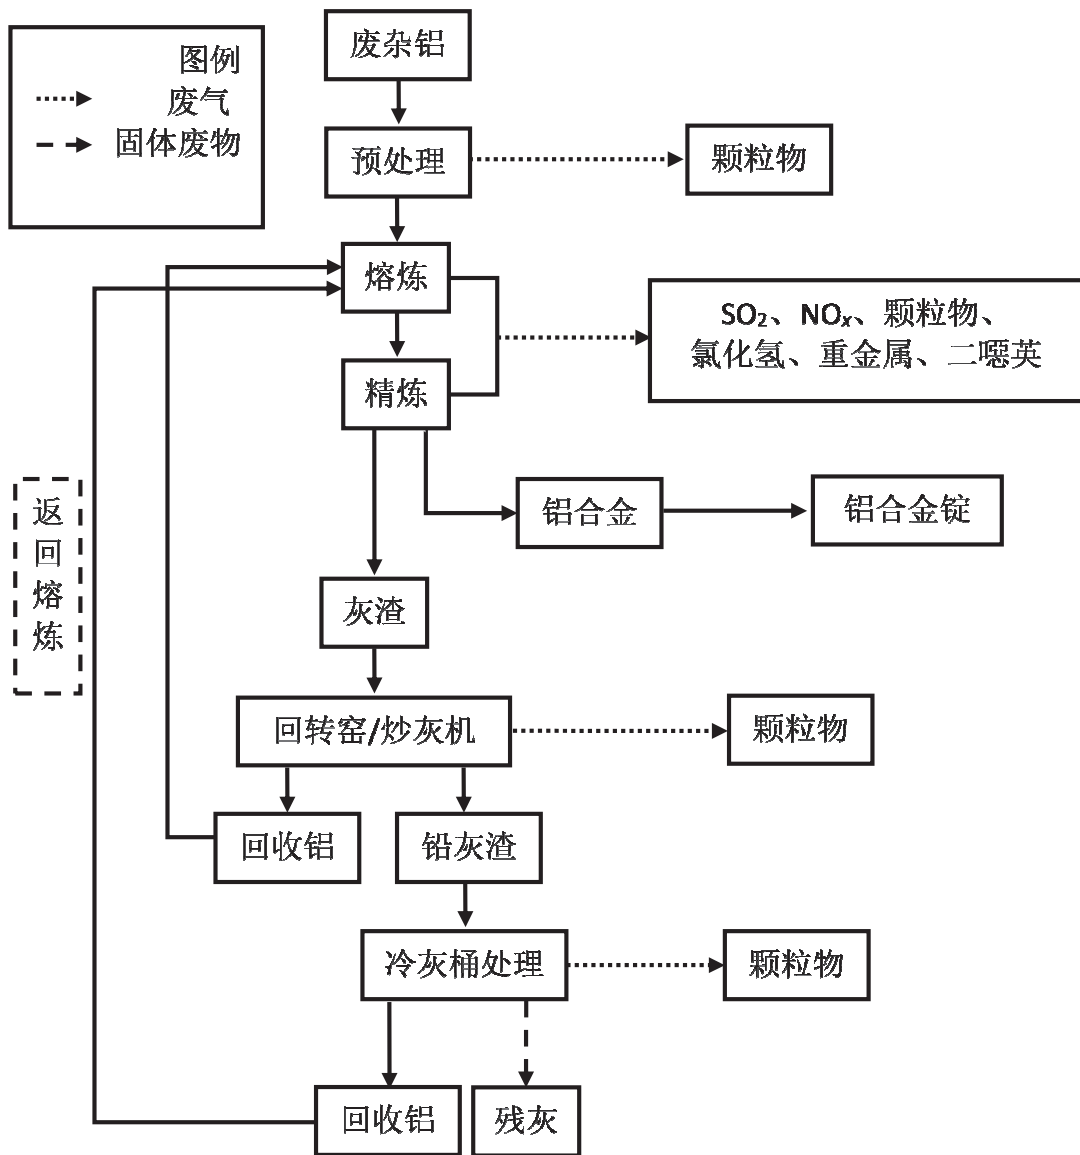 图例
废气
固体废物
废杂铝
预处理
颗粒物
熔炼
SO₂、NOₓ、颗粒物、
氯化氢、重金属、二噁英
精炼
铝合金
铝合金锭
返
回
熔
炼
灰渣
回转窑/炒灰机
颗粒物
回收铝
铅灰渣
冷灰桶处理
颗粒物
回收铝
残灰